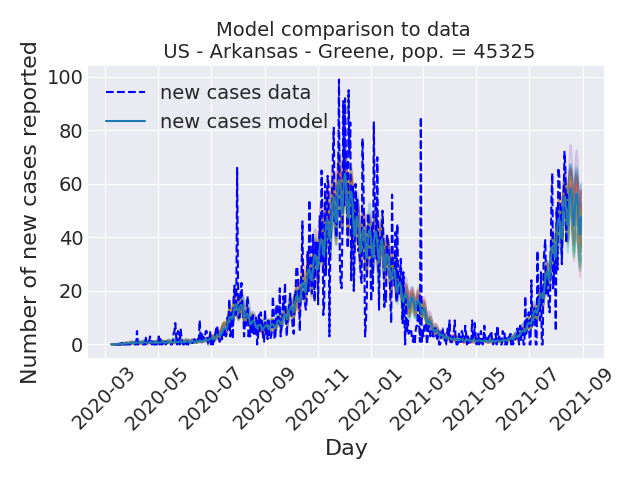 Model comparison to data
US - Arkansas - Greene, pop. = 45325
Number of new cases reported
100
80
60
40
20
0
new cases data
new cases model
2020-03
2020-05
2020-07
2020-09
2020-11
2021-01
2021-03
2021-05
2021-07
2021-09
Day